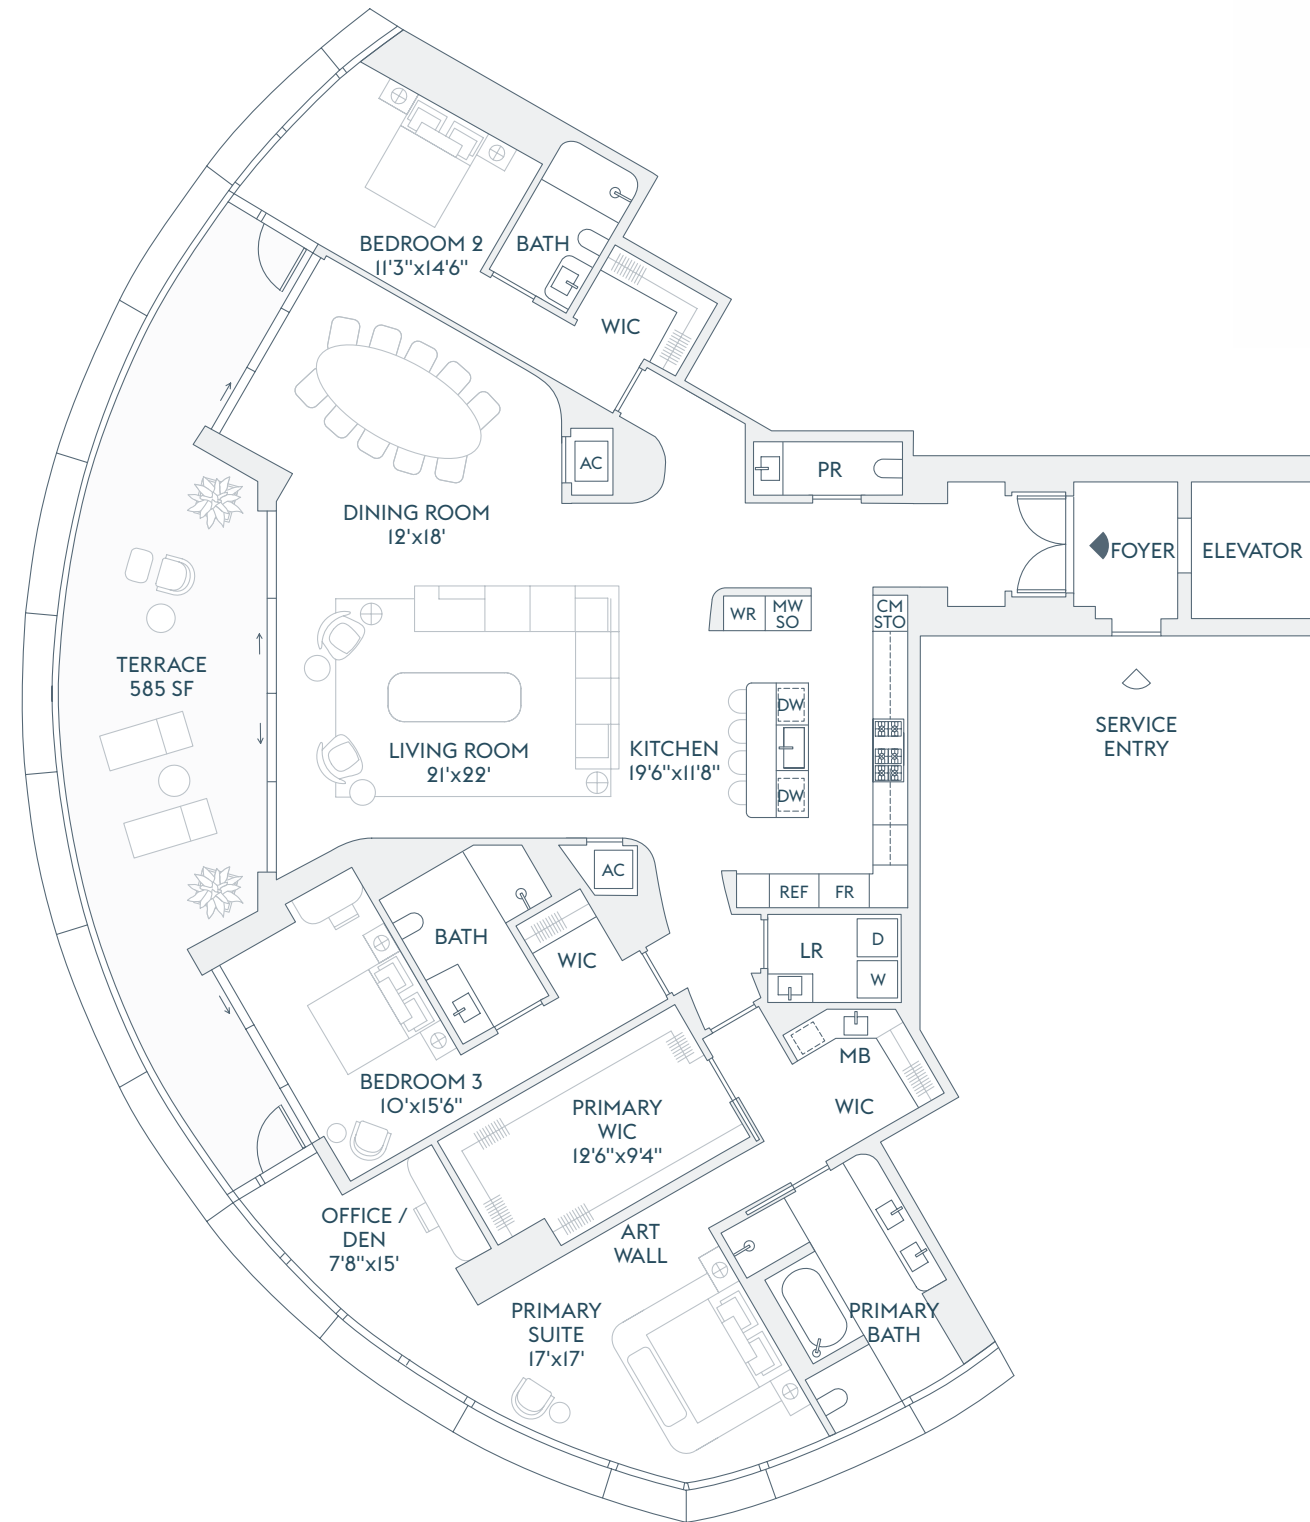 BEDROOM 2
11'3"x14'6"
BATH
WIC
AC
PR
DINING ROOM
12'x18'
FOYER
ELEVATOR
WR
MW
SO
CM
STO
TERRACE
585 SF
DW
LIVING ROOM
21'x22'
KITCHEN
19'6"x11'8"
DW
SERVICE
ENTRY
AC
REF
FR
BATH
WIC
LR
D
W
MB
BEDROOM 3
10'x15'6"
PRIMARY
WIC
12'6"x9'4"
WIC
OFFICE /
DEN
7'8"x15'
ART
WALL
PRIMARY
SUITE
17'x17'
PRIMARY
BATH